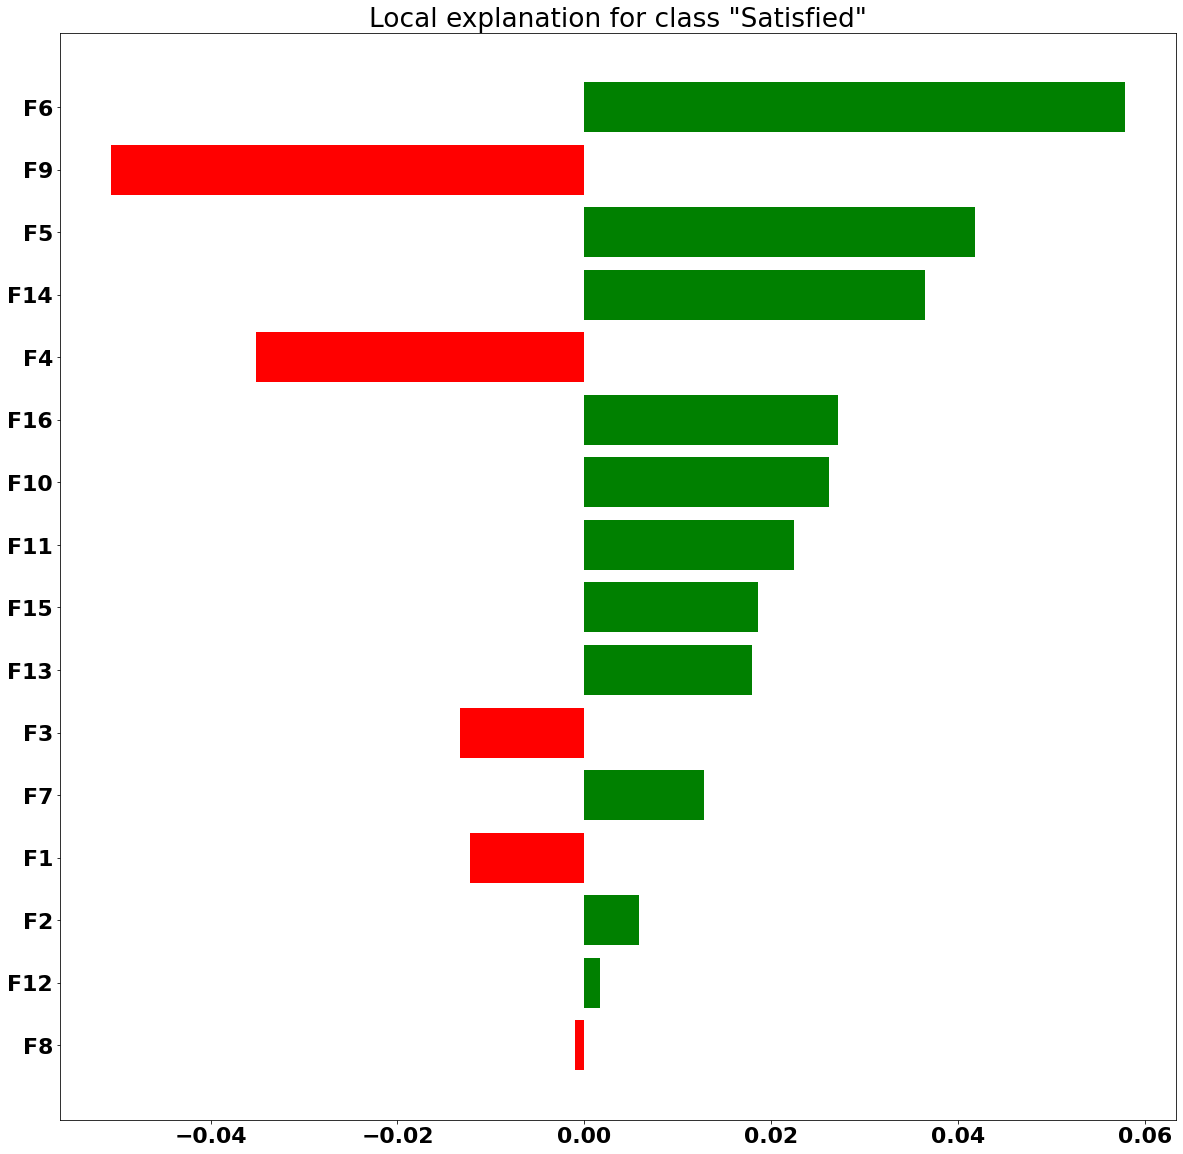 Local explanation for class "Satisfied"
F6
F9
F5
F14
F4
F16
F10
F11
F15
F13
F3
F7
F1
F2
F12
F8
−0.04 −0.02 0.00 0.02 0.04 0.06